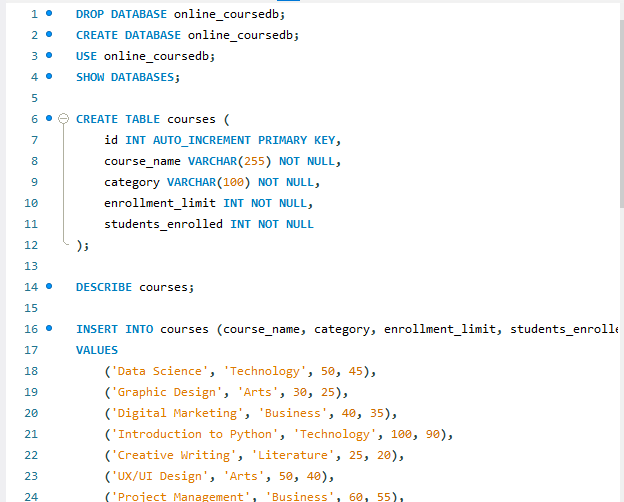 1 DROP DATABASE online_coursedb;
2 CREATE DATABASE online_coursedb;
3 USE online_coursedb;
4 SHOW DATABASES;
5
6 CREATE TABLE courses (
7 id INT AUTO_INCREMENT PRIMARY KEY,
8 course_name VARCHAR(255) NOT NULL,
9 category VARCHAR(100) NOT NULL,
10 enrollment_limit INT NOT NULL,
11 students_enrolled INT NOT NULL
12 );
13
14 DESCRIBE courses;
15
16 INSERT INTO courses (course_name, category, enrollment_limit, students_enrolle
17 VALUES
18 ('Data Science', 'Technology', 50, 45),
19 ('Graphic Design', 'Arts', 30, 25),
20 ('Digital Marketing', 'Business', 40, 35),
21 ('Introduction to Python', 'Technology', 100, 90),
22 ('Creative Writing', 'Literature', 25, 20),
23 ('UX/UI Design', 'Arts', 50, 40),
24 ('Project Management', 'Business', 60, 55),